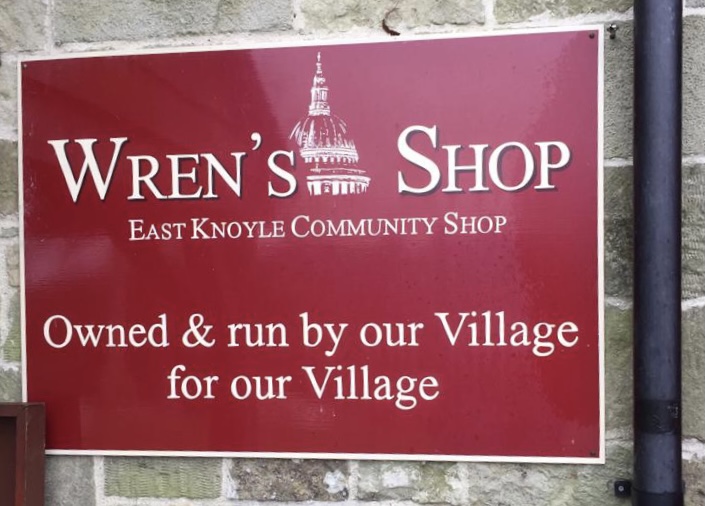 WREN'S SHOP
EAST KNOYLE COMMUNITY SHOP
Owned & run by our Village
for our Village